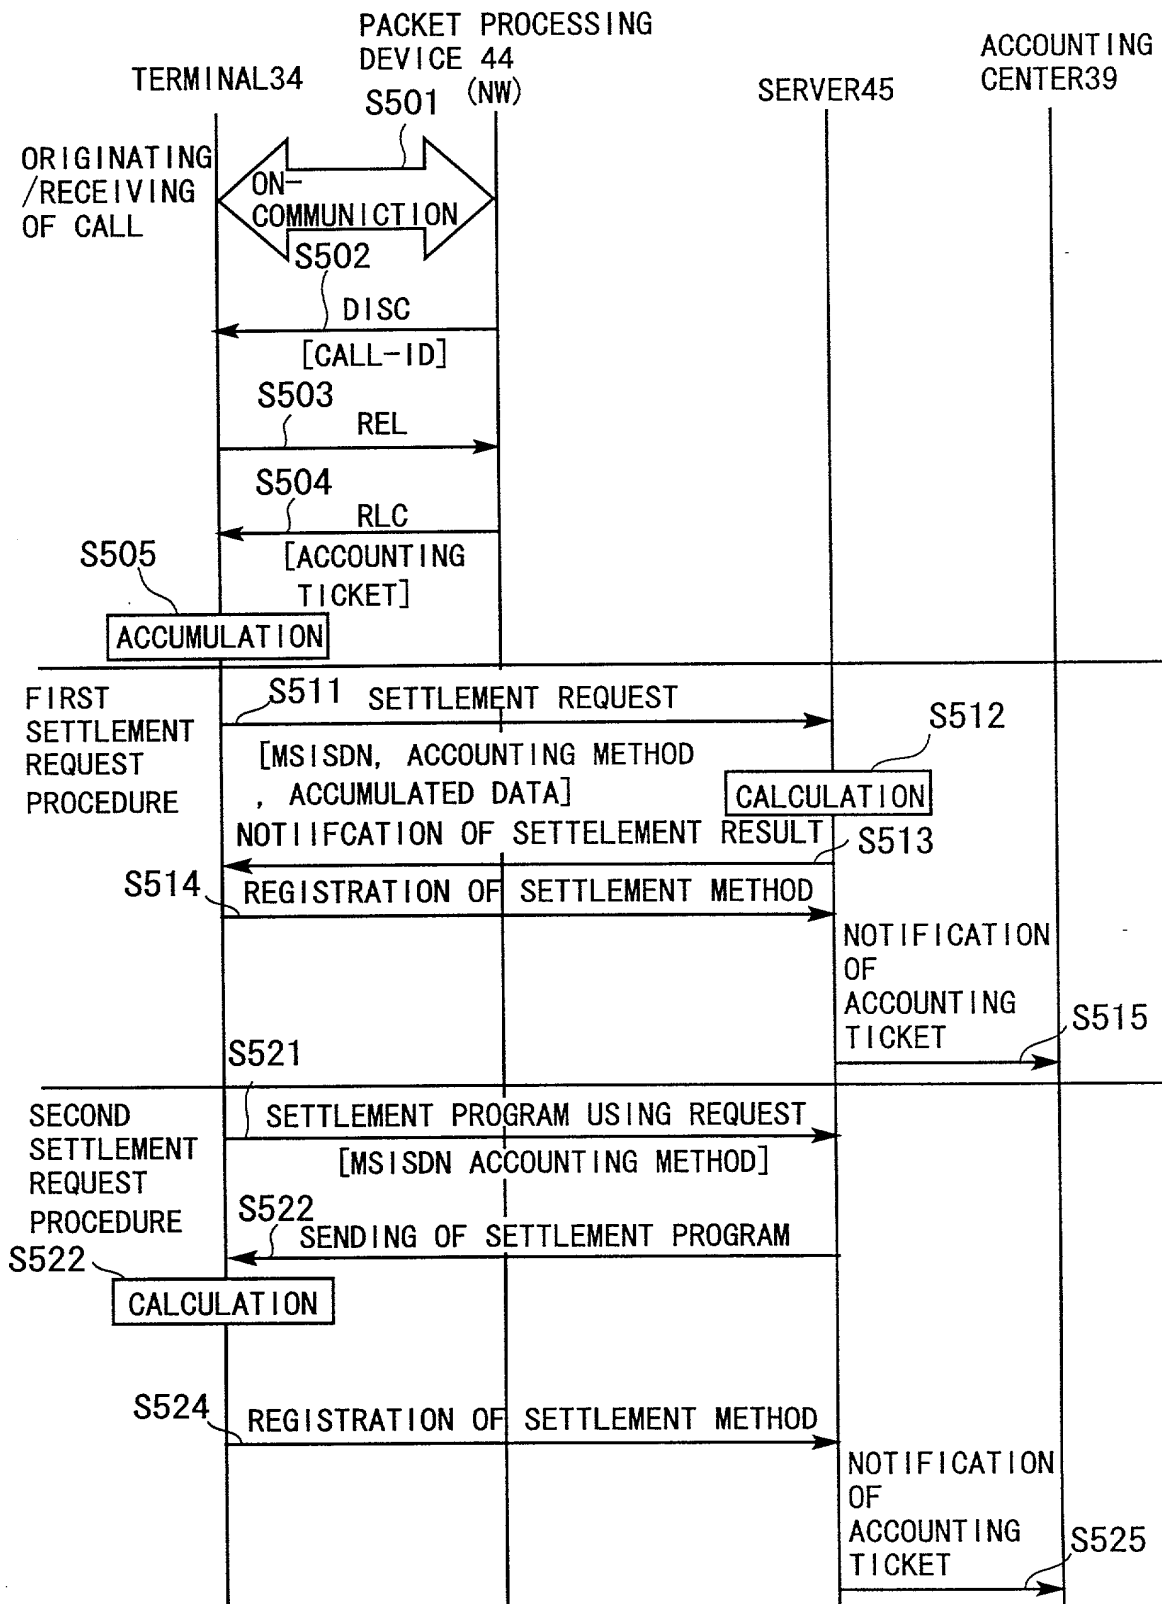 PACKET PROCESSING
DEVICE 44
(NW)
TERMINAL34
SERVER45
ACCOUNTING
CENTER39
S501
ORIGINATING
/RECEIVING
OF CALL
ON-
COMMUNICTION
S502
DISC
[CALL-ID]
S503
REL
S504
RLC
[ACCOUNTING
TICKET]
S505
ACCUMULATION
FIRST
SETTLEMENT
REQUEST
PROCEDURE
S511
SETTLEMENT REQUEST
[MSISDN, ACCOUNTING METHOD
, ACCUMULATED DATA]
S512
CALCULATION
NOTIIFCATION OF SETTELEMENT RESULT
S513
S514
REGISTRATION OF SETTLEMENT METHOD
NOTIFICATION
OF
ACCOUNTING
TICKET
S515
S521
SECOND
SETTLEMENT
REQUEST
PROCEDURE
SETTLEMENT PROGRAM USING REQUEST
[MSISDN ACCOUNTING METHOD]
S522
SENDING OF SETTLEMENT PROGRAM
S522
CALCULATION
S524
REGISTRATION OF SETTLEMENT METHOD
NOTIFICATION
OF
ACCOUNTING
TICKET
S525